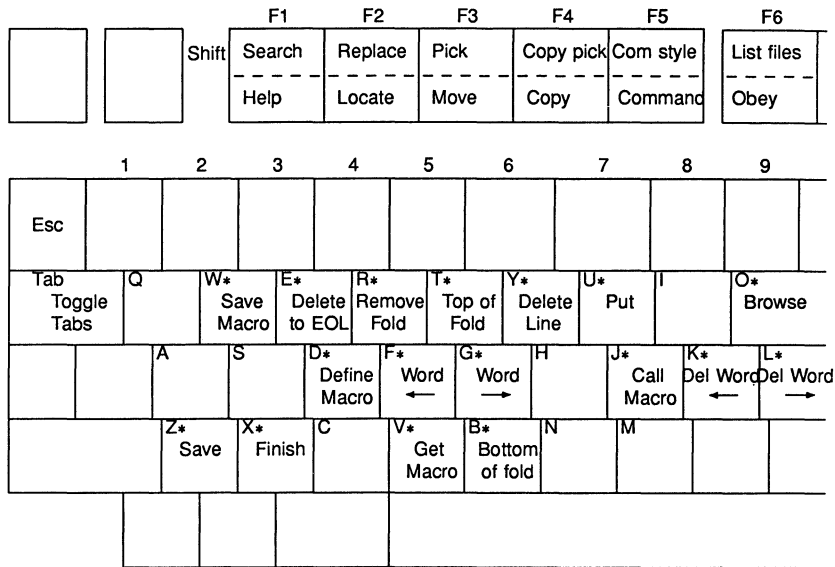 F1 F2 F3 F4 F5 F6
Shift Search Replace Pick Copy pick Com style List files
Help Locate Move Copy Command Obey
1 2 3 4 5 6 7 8 9
Esc
Tab Q W* E* R* T* Y* U* I O*
Toggle Save Delete Remove Top of Delete Put Browse
Tabs Macro to EOL Fold Fold Line
A S D* F* G* H J* K* L*
Define Word Word Call Del Word Del Word
Macro ← → Macro ← →
Z* X* C V* B* N M
Save Finish Get Bottom
Macro of fold